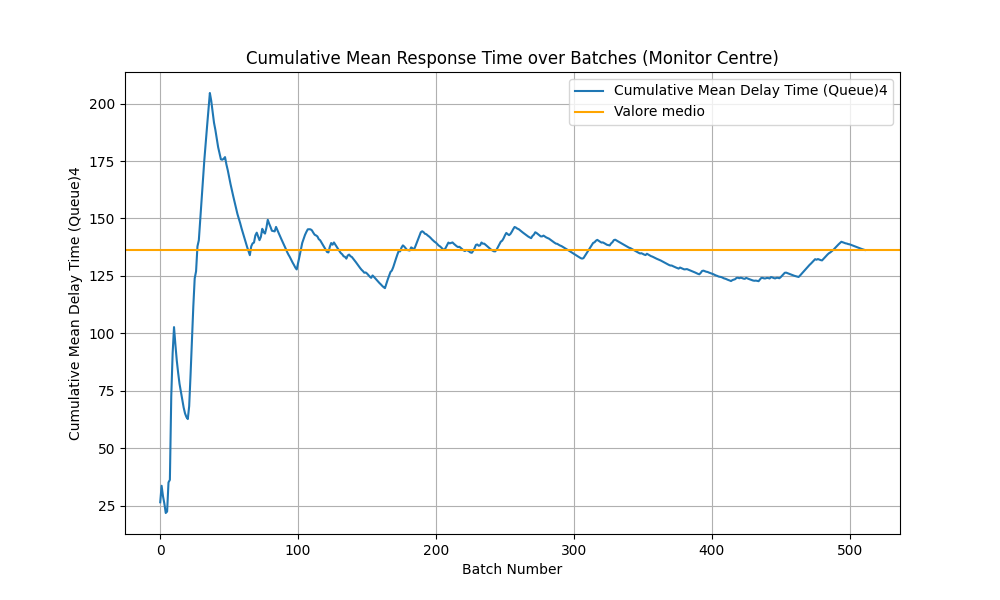 Cumulative Mean Response Time over Batches (Monitor Centre)
Cumulative Mean Delay Time (Queue)4
Valore medio
Cumulative Mean Delay Time (Queue)4
200
175
150
125
100
75
50
25
0 100 200 300 400 500
Batch Number